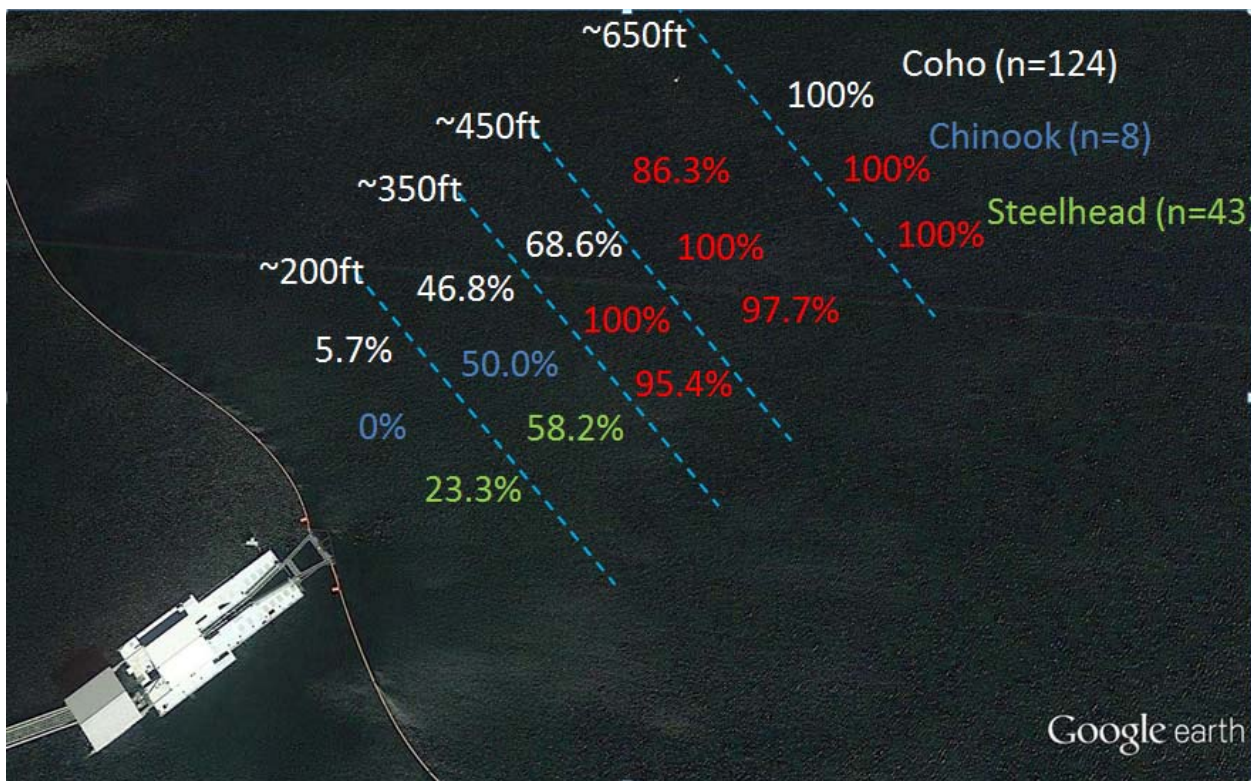 ~650ft
Coho (n=124)
100%
~450ft
Chinook (n=8)
86.3%
100%
~350ft
Steelhead (n=43)
68.6%
100%
100%
~200ft
46.8%
97.7%
100%
5.7%
50.0%
95.4%
0%
58.2%
23.3%
Google earth